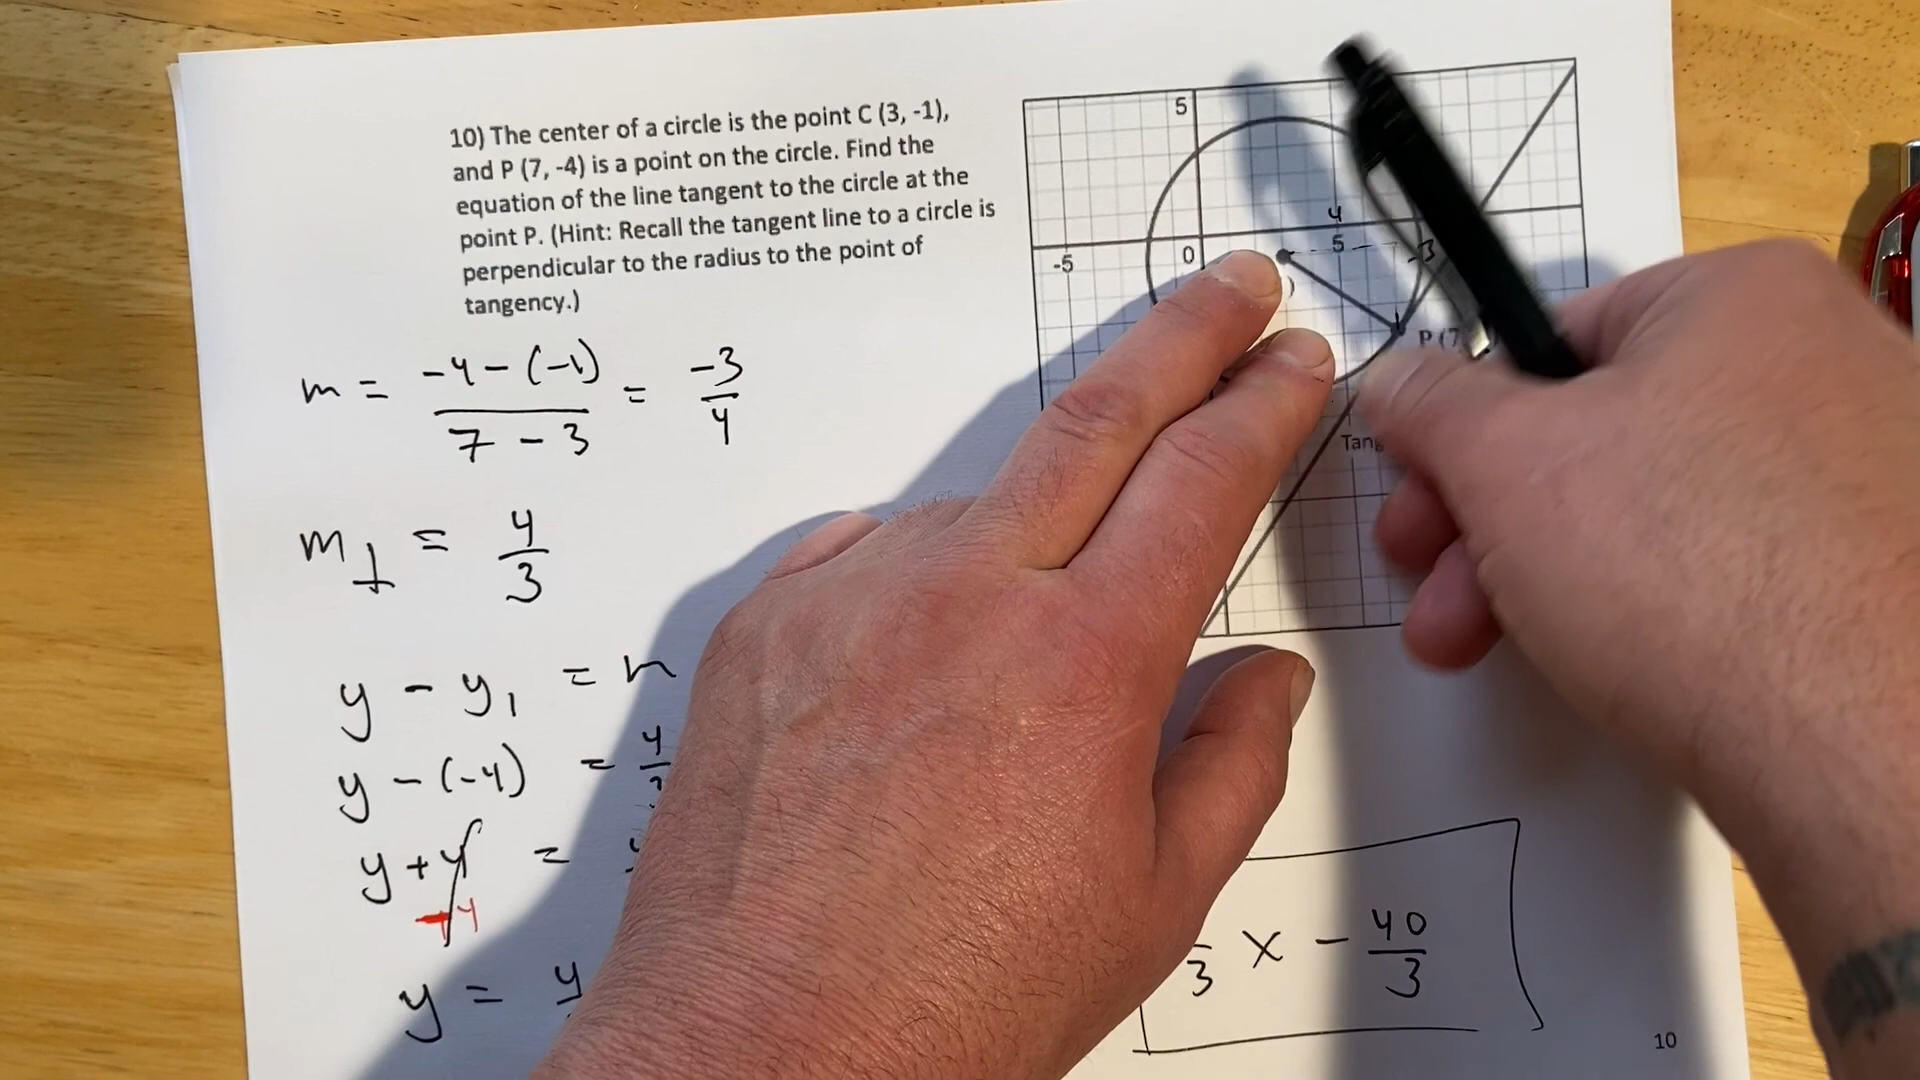 10) The center of a circle is the point C (3, -1),
and P (7, -4) is a point on the circle. Find the
equation of the line tangent to the circle at the
point P. (Hint: Recall the tangent line to a circle is
perpendicular to the radius to the point of
tangency.)
5
4
-5
0
5
-3
P (7
m = -4-(-1)/7-3 = -3/4
m⊥ = 4/3
y - y₁ =
y - (-4) = 4/
y + 4 =
-4
y = 4
3 x - 40/3
10